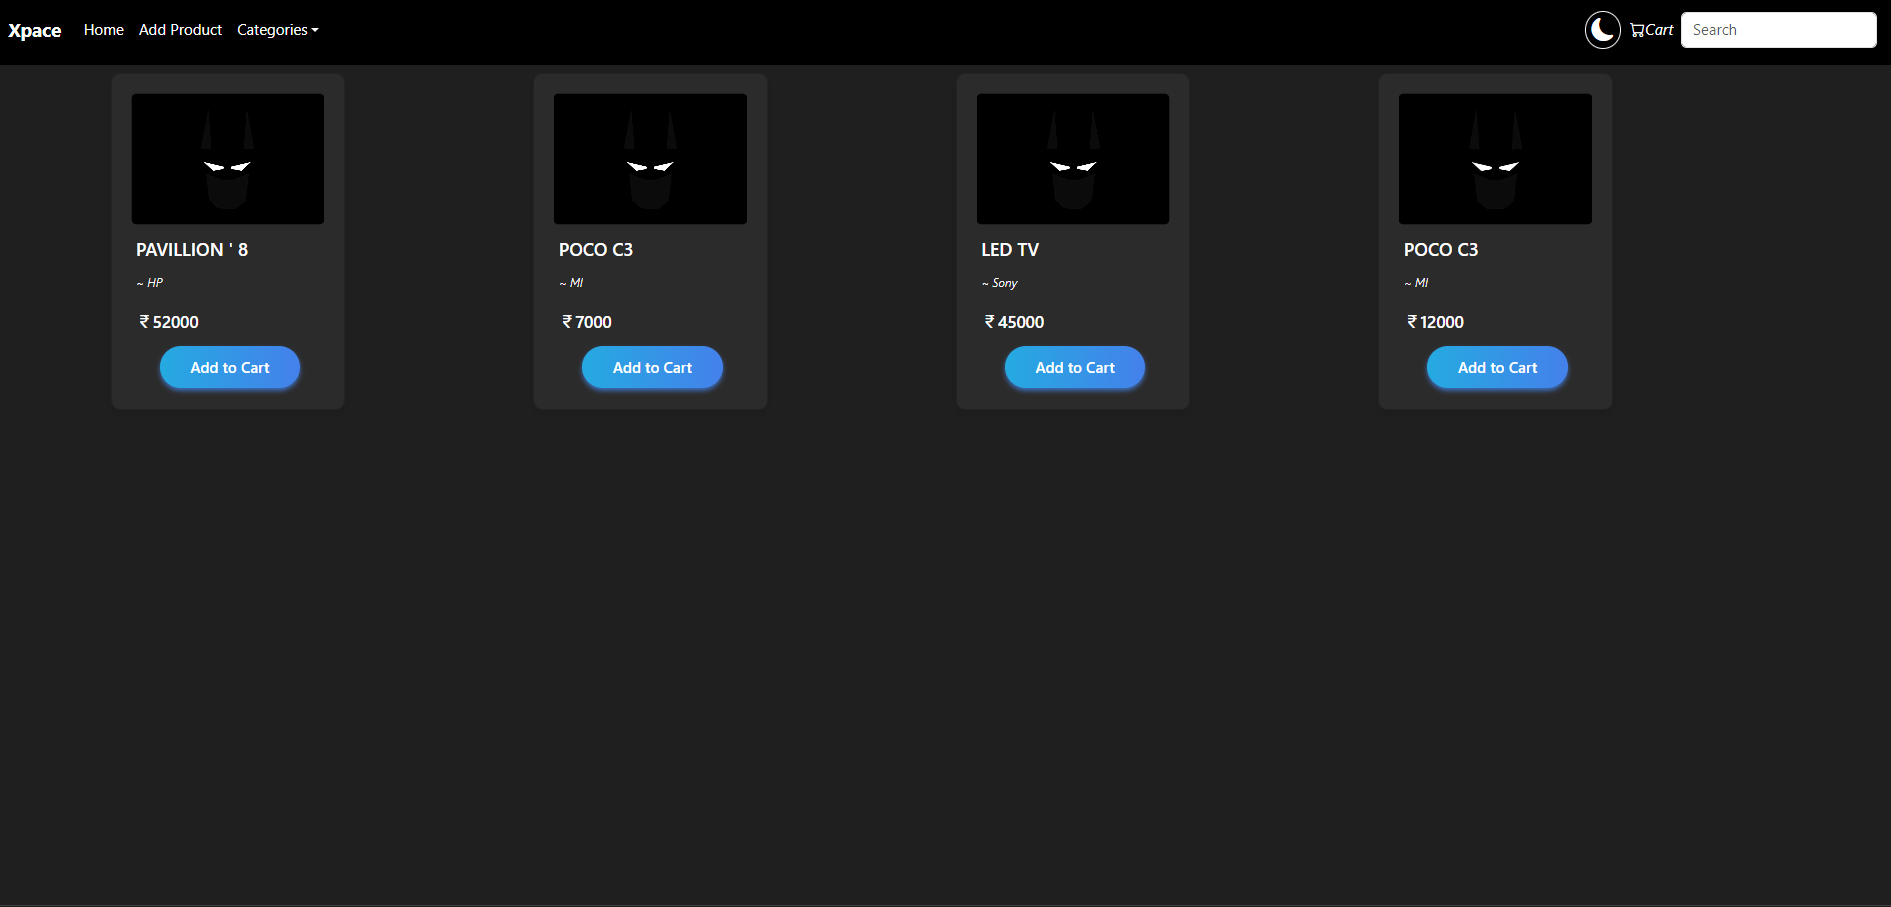 Xpace Home Add Product Categories Cart Search
PAVILLION ' 8
~ HP
₹ 52000
Add to Cart
POCO C3
~ MI
₹ 7000
Add to Cart
LED TV
~ Sony
₹ 45000
Add to Cart
POCO C3
~ MI
₹ 12000
Add to Cart